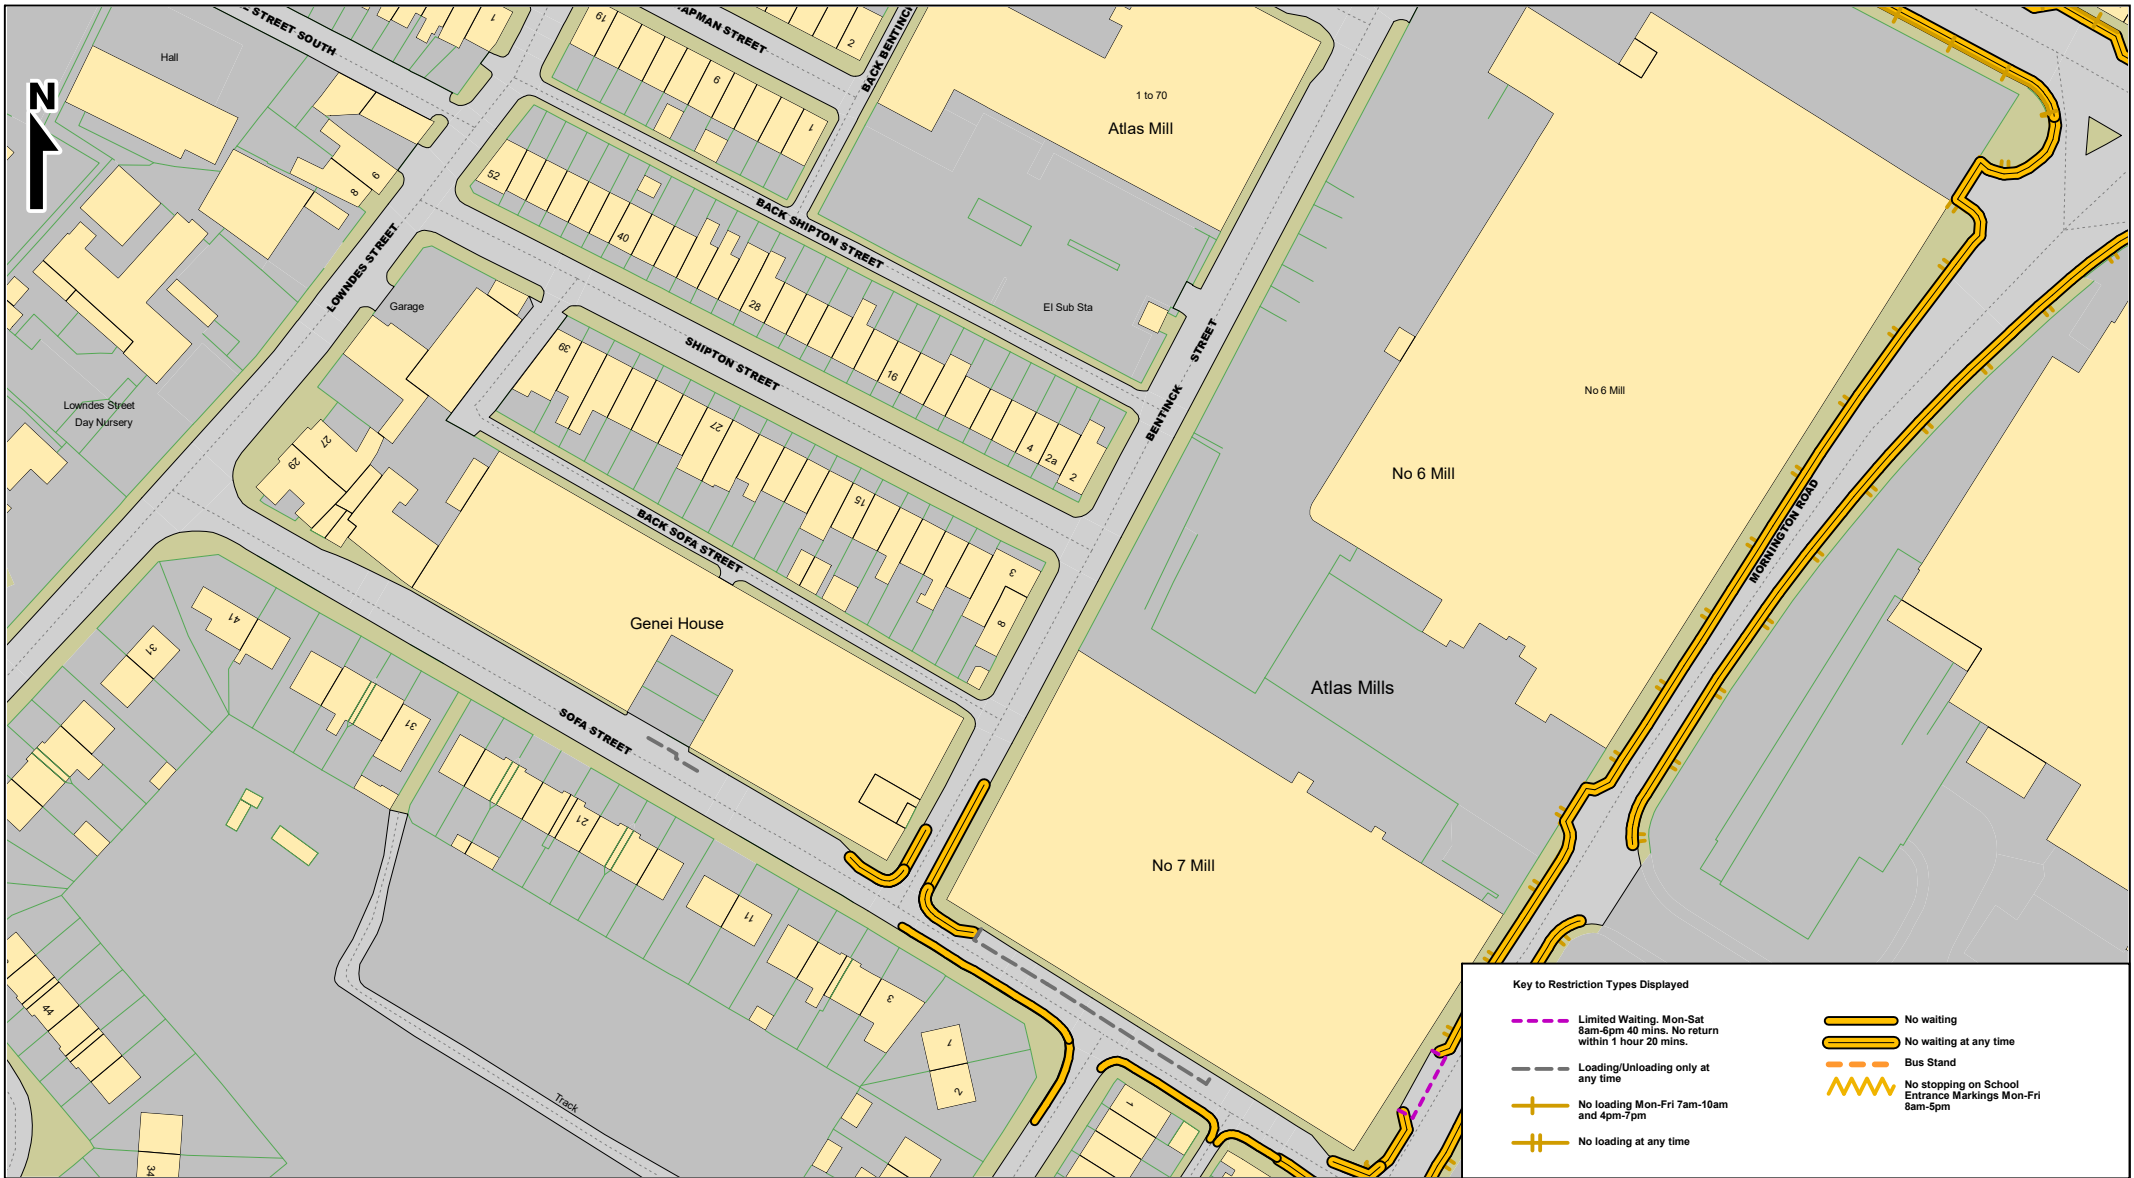 N
Hall
STREET SOUTH
1
19
APMAN STREET
2
BACK BENTINCK
6
1
1 to 70
Atlas Mill
8
6
52
40
BACK SHIPTON STREET
28
El Sub Sta
LOWNDES STREET
Garage
39
SHIPTON STREET
16
BENTINCK STREET
4
2a
2
No 6 Mill
No 6 Mill
MORNINGTON ROAD
Lowndes Street
Day Nursery
27
29
27
15
BACK SOFA STREET
3
8
Genei House
Atlas Mills
41
31
31
SOFA STREET
21
11
3
No 7 Mill
44
1
2
1
Track
34
Key to Restriction Types Displayed
Limited Waiting. Mon-Sat
8am-6pm 40 mins. No return
within 1 hour 20 mins.
Loading/Unloading only at
any time
No loading Mon-Fri 7am-10am
and 4pm-7pm
No loading at any time
No waiting
No waiting at any time
Bus Stand
No stopping on School
Entrance Markings Mon-Fri
8am-5pm